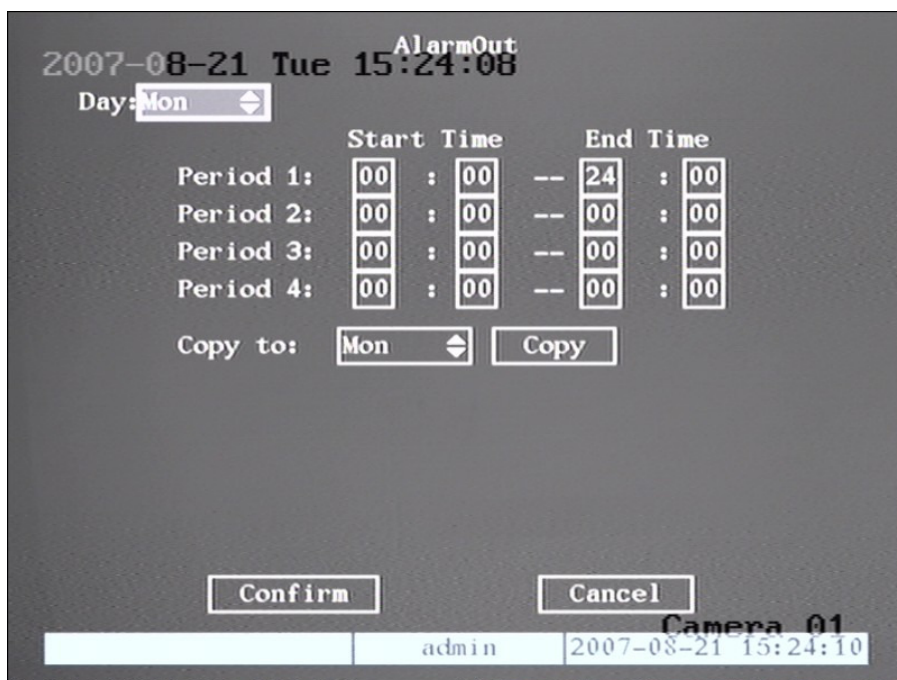 AlarmOut
2007-08-21 Tue 15:24:08
Day: Mon
Start Time End Time
Period 1: 00 : 00 -- 24 : 00
Period 2: 00 : 00 -- 00 : 00
Period 3: 00 : 00 -- 00 : 00
Period 4: 00 : 00 -- 00 : 00
Copy to: Mon Copy
Confirm Cancel
Camera 01
admin 2007-08-21 15:24:10